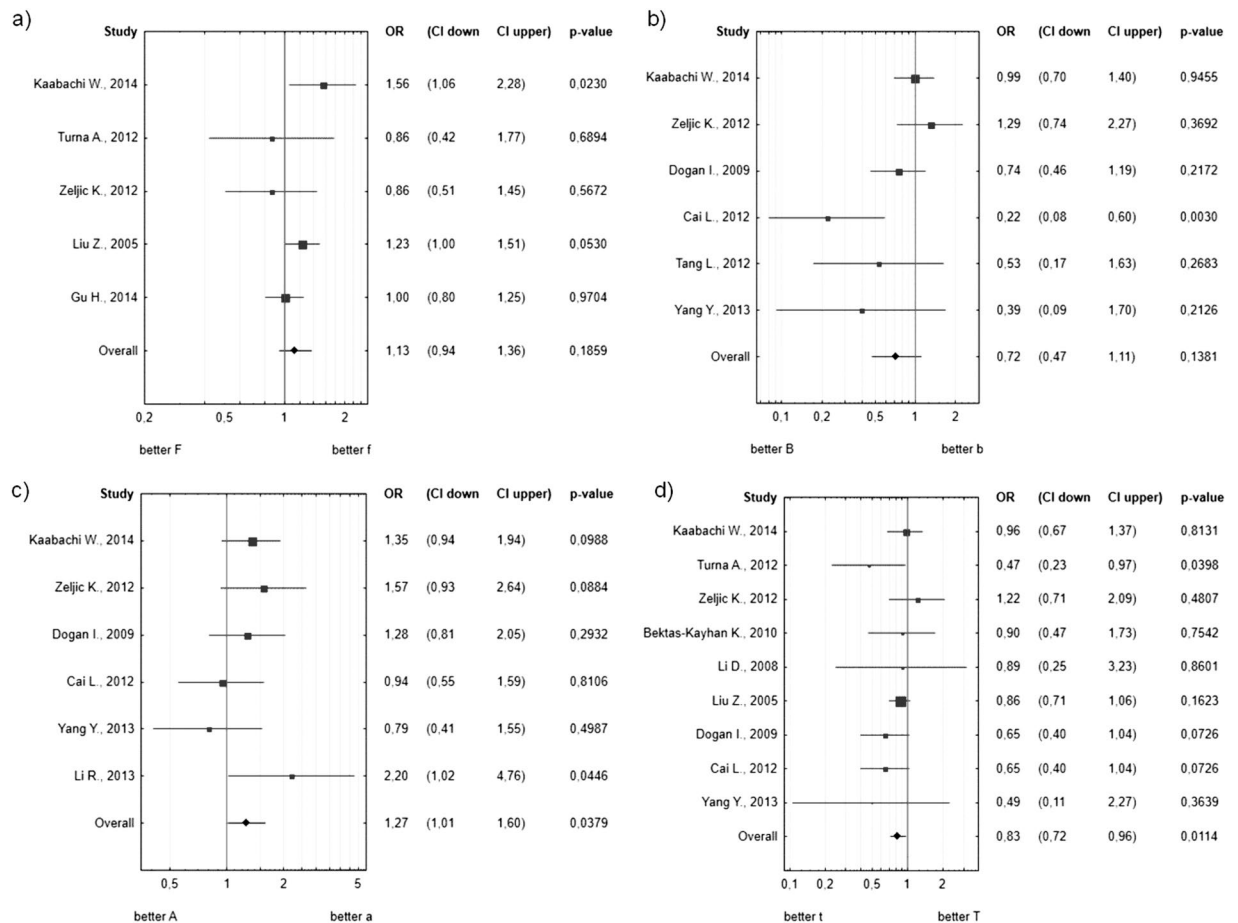 a)
Study OR (CI down CI upper) p-value
Kaabachi W., 2014 1,56 (1,06 2,28) 0,0230
Turna A., 2012 0,86 (0,42 1,77) 0,6894
Zeljic K., 2012 0,86 (0,51 1,45) 0,5672
Liu Z., 2005 1,23 (1,00 1,51) 0,0530
Gu H., 2014 1,00 (0,80 1,25) 0,9704
Overall 1,13 (0,94 1,36) 0,1859
0,2 0,5 1 2
better F better f
b)
Study OR (CI down CI upper) p-value
Kaabachi W., 2014 0,99 (0,70 1,40) 0,9455
Zeljic K., 2012 1,29 (0,74 2,27) 0,3692
Dogan I., 2009 0,74 (0,46 1,19) 0,2172
Cai L., 2012 0,22 (0,08 0,60) 0,0030
Tang L., 2012 0,53 (0,17 1,63) 0,2683
Yang Y., 2013 0,39 (0,09 1,70) 0,2126
Overall 0,72 (0,47 1,11) 0,1381
0,1 0,2 0,5 1 2
better B better b
c)
Study OR (CI down CI upper) p-value
Kaabachi W., 2014 1,35 (0,94 1,94) 0,0988
Zeljic K., 2012 1,57 (0,93 2,64) 0,0884
Dogan I., 2009 1,28 (0,81 2,05) 0,2932
Cai L., 2012 0,94 (0,55 1,59) 0,8106
Yang Y., 2013 0,79 (0,41 1,55) 0,4987
Li R., 2013 2,20 (1,02 4,76) 0,0446
Overall 1,27 (1,01 1,60) 0,0379
0,5 1 2 5
better A better a
d)
Study OR (CI down CI upper) p-value
Kaabachi W., 2014 0,96 (0,67 1,37) 0,8131
Turna A., 2012 0,47 (0,23 0,97) 0,0398
Zeljic K., 2012 1,22 (0,71 2,09) 0,4807
Bektas-Kayhan K., 2010 0,90 (0,47 1,73) 0,7542
Li D., 2008 0,89 (0,25 3,23) 0,8601
Liu Z., 2005 0,86 (0,71 1,06) 0,1623
Dogan I., 2009 0,65 (0,40 1,04) 0,0726
Cai L., 2012 0,65 (0,40 1,04) 0,0726
Yang Y., 2013 0,49 (0,11 2,27) 0,3639
Overall 0,83 (0,72 0,96) 0,0114
0,1 0,2 0,5 1 2
better t better T